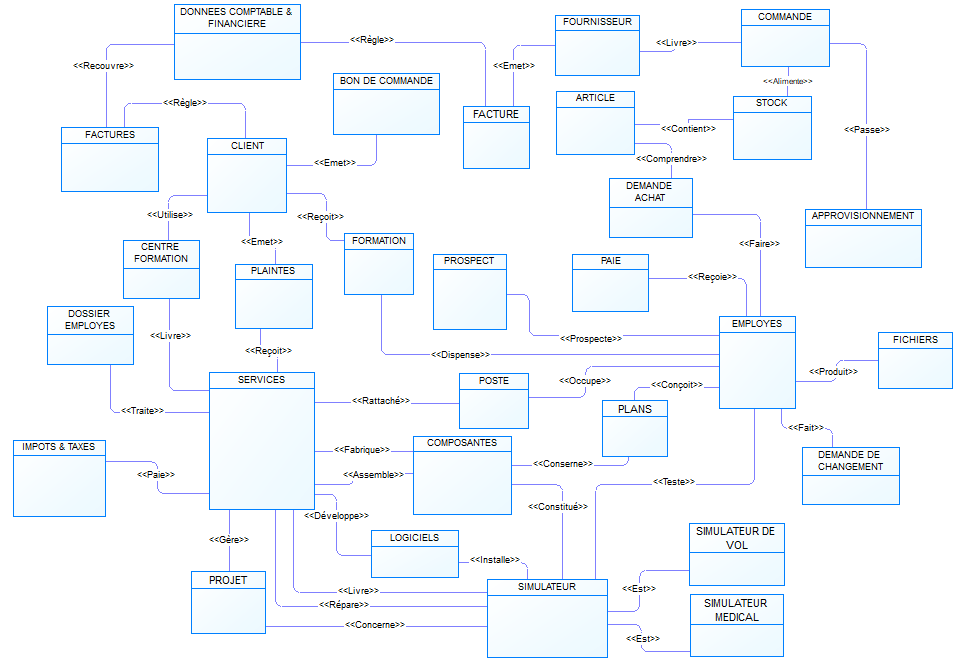 DONNEES COMPTABLE &
FINANCIERE
FOURNISSEUR
COMMANDE
<<Règle>>
<<Livre>>
<<Recouvre>>
<<Emet>>
BON DE COMMANDE
<<Alimente>>
<<Règle>>
ARTICLE
STOCK
FACTURE
FACTURES
<<Contient>>
<<Passe>>
CLIENT
<<Emet>>
<<Comprendre>>
DEMANDE
ACHAT
<<Utilise>>
<<Reçoit>>
APPROVISIONNEMENT
<<Emet>>
FORMATION
<<Faire>>
CENTRE
FORMATION
PLAINTES
PROSPECT
PAIE
<<Reçoie>>
DOSSIER
EMPLOYES
EMPLOYES
<<Livre>>
<<Prospecte>>
FICHIERS
<<Reçoit>>
<<Dispense>>
<<Produit>>
SERVICES
POSTE
<<Occupe>>
<<Conçoit>>
<<Rattaché>>
<<Traite>>
PLANS
<<Fait>>
IMPOTS & TAXES
<<Fabrique>>
COMPOSANTES
DEMANDE DE
CHANGEMENT
<<Conserne>>
<<Paie>>
<<Assemble>>
<<Teste>>
<<Constitué>>
<<Développe>>
SIMULATEUR DE
VOL
<<Gère>>
LOGICIELS
<<Installe>>
PROJET
SIMULATEUR
<<Est>>
<<Livre>>
<<Répare>>
SIMULATEUR
MEDICAL
<<Concerne>>
<<Est>>